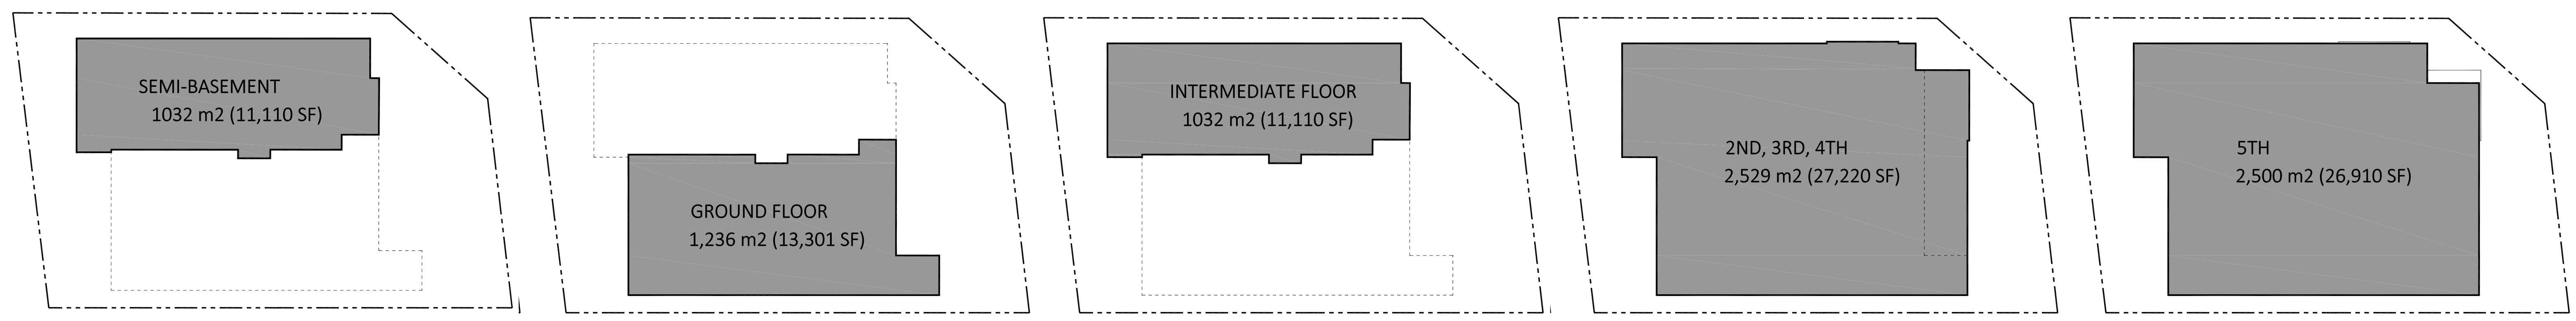 SEMI-BASEMENT
1032 m2 (11,110 SF)
GROUND FLOOR
1,236 m2 (13,301 SF)
INTERMEDIATE FLOOR
1032 m2 (11,110 SF)
2ND, 3RD, 4TH
2,529 m2 (27,220 SF)
5TH
2,500 m2 (26,910 SF)